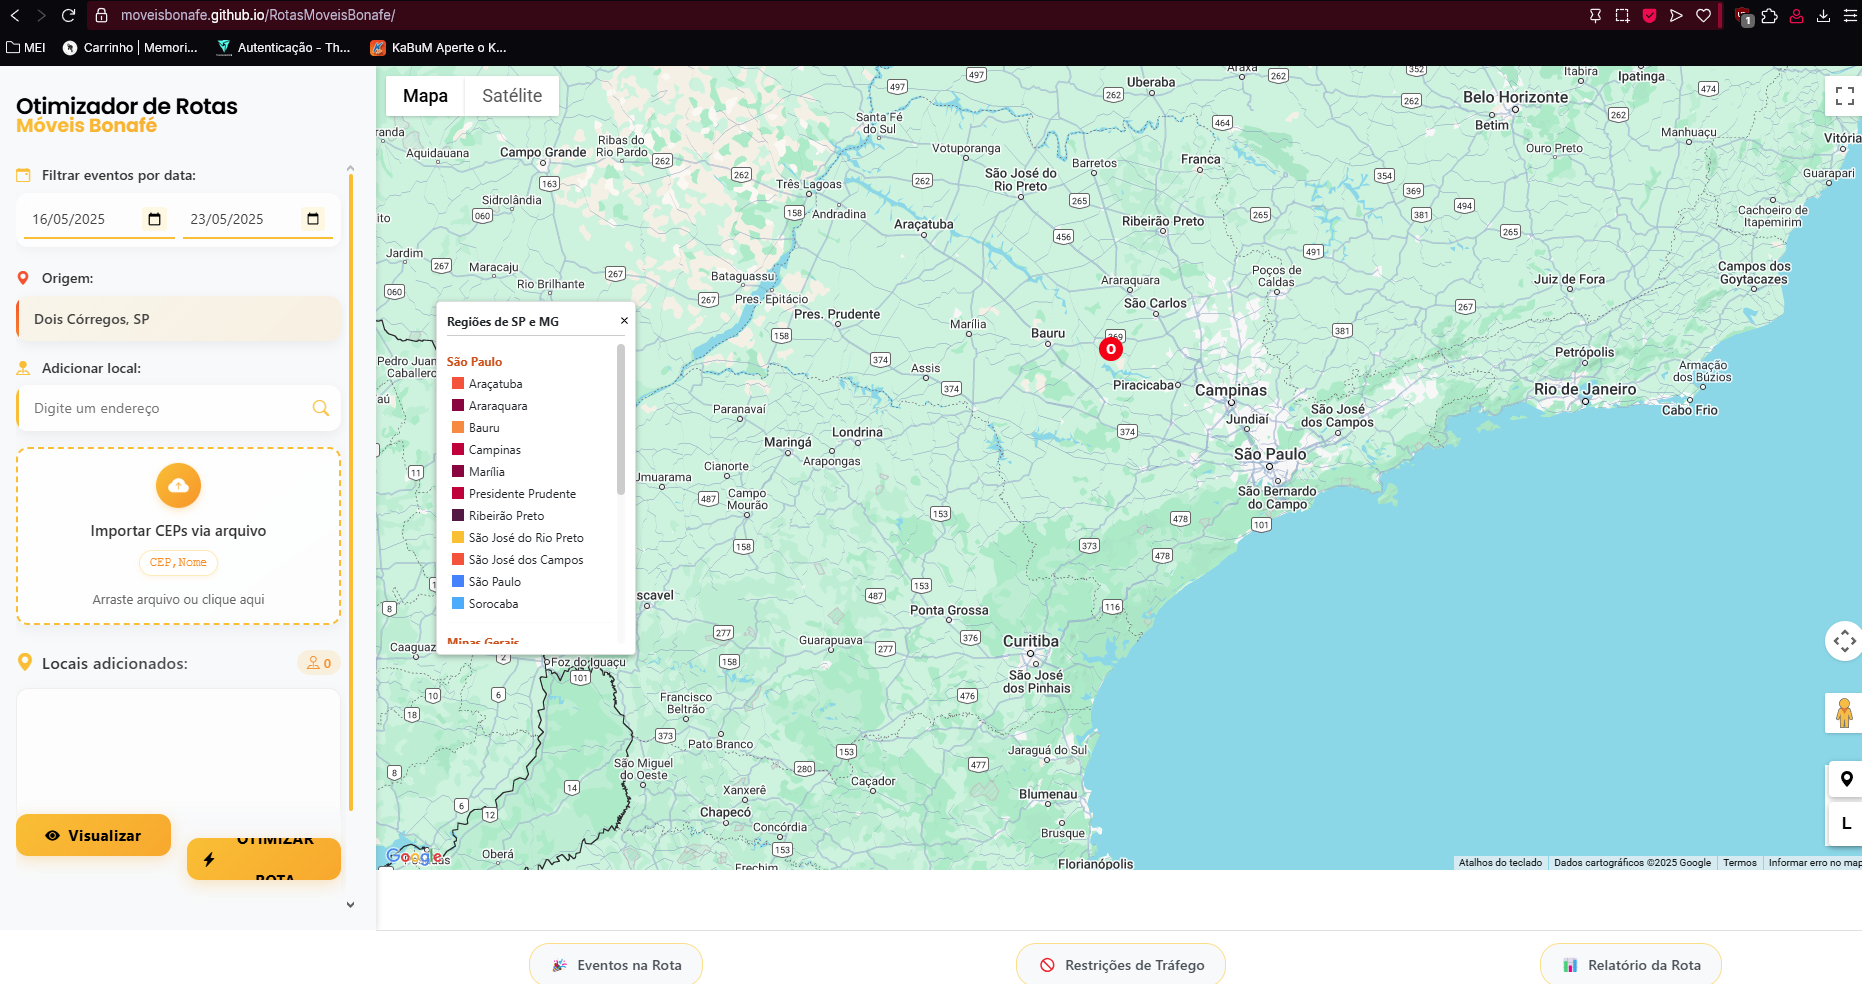 moveisbonafe.github.io/RotasMoveisBonafe/
1
MEI
Carrinho | Memori...
Autenticação - Th...
KaBuM Aperte o K...
Otimizador de Rotas
Móveis Bonafé
Filtrar eventos por data:
16/05/2025
23/05/2025
Origem:
Dois Córregos, SP
Adicionar local:
Digite um endereço
Importar CEPs via arquivo
CEP,Nome
Arraste arquivo ou clique aqui
Locais adicionados:
0
Visualizar
OTIMIZAR
ROTA
Mapa
Satélite
Regiões de SP e MG
×
São Paulo
Araçatuba
Araraquara
Bauru
Campinas
Marília
Presidente Prudente
Ribeirão Preto
São José do Rio Preto
São José dos Campos
São Paulo
Sorocaba
Minas Gerais
Uberaba
Araxá
Ibirita
Ipatinga
Belo Horizonte
Betim
Manhuaçu
Vitória
Ouro Preto
Guarapari
Cachoeiro de
Itapemirim
Campos dos
Goytacazes
Juiz de Fora
Petrópolis
Armação
dos Búzios
Rio de Janeiro
Cabo Frio
Santa Fé
do Sul
Votuporanga
Barretos
Franca
São José do
Rio Preto
Ribeirão Preto
Araçatuba
Andradina
Três Lagoas
Campo Grande
Ribas do
Rio Pardo
Aquidauana
Sidrolândia
Jardim
Maracaju
Rio Brilhante
Bataguassu
Pres. Epitácio
Pres. Prudente
Marília
Bauru
Araraquara
São Carlos
Poços de
Caldas
O
Piracicaba
Campinas
Jundiaí
São José
dos Campos
São Paulo
São Bernardo
do Campo
Assis
Paranavaí
Londrina
Maringá
Arapongas
Cianorte
Umuarama
Campo
Mourão
Pedro Juan
Caballero
scavel
Ponta Grossa
Guarapuava
Curitiba
São José
dos Pinhais
Caaguaz
Foz do Iguaçu
Francisco
Beltrão
Pato Branco
São Miguel
do Oeste
Xanxerê
Chapecó
Concórdia
Caçador
Jaraguá do Sul
Blumenau
Brusque
Florianópolis
Oberá
Erechim
Google
L
Atalhos do teclado
Dados cartográficos ©2025 Google
Termos
Informar erro no map
Eventos na Rota
Restrições de Tráfego
Relatório da Rota